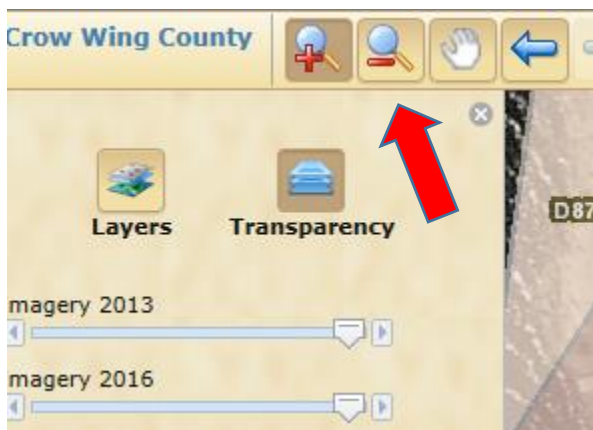 Crow Wing County
Layers Transparency
magery 2013
magery 2016
D87